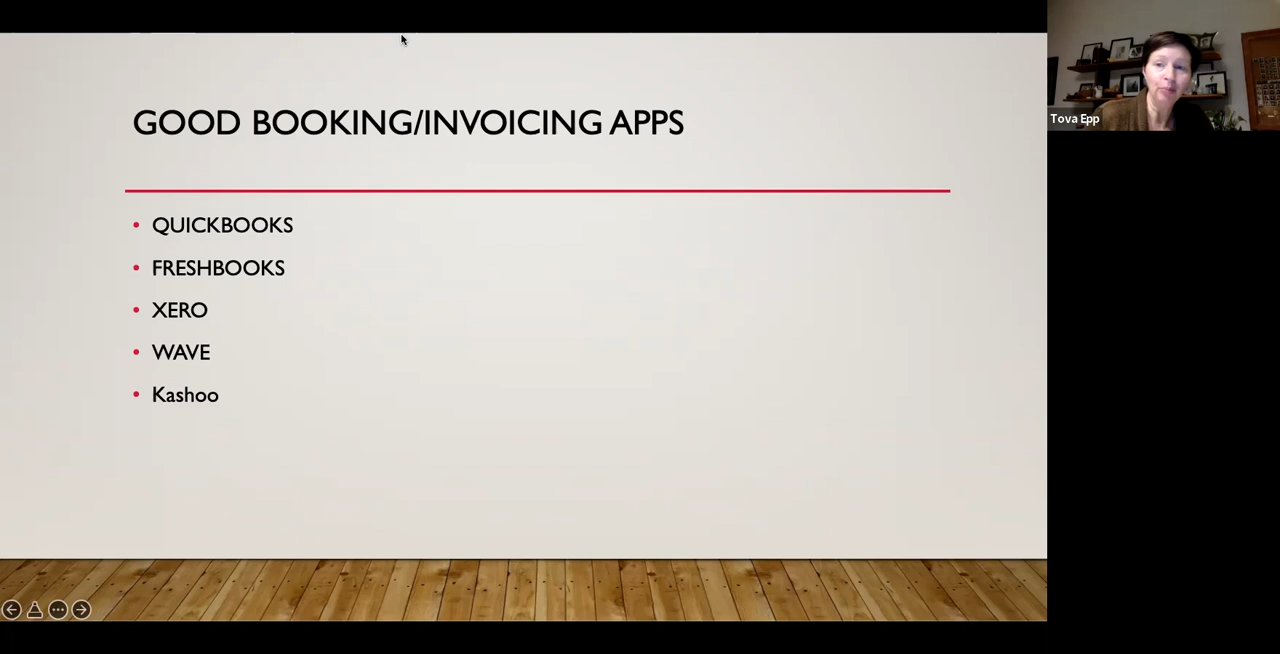 GOOD BOOKING/INVOICING APPS
• QUICKBOOKS
• FRESHBOOKS
• XERO
• WAVE
• Kashoo
Tova Epp